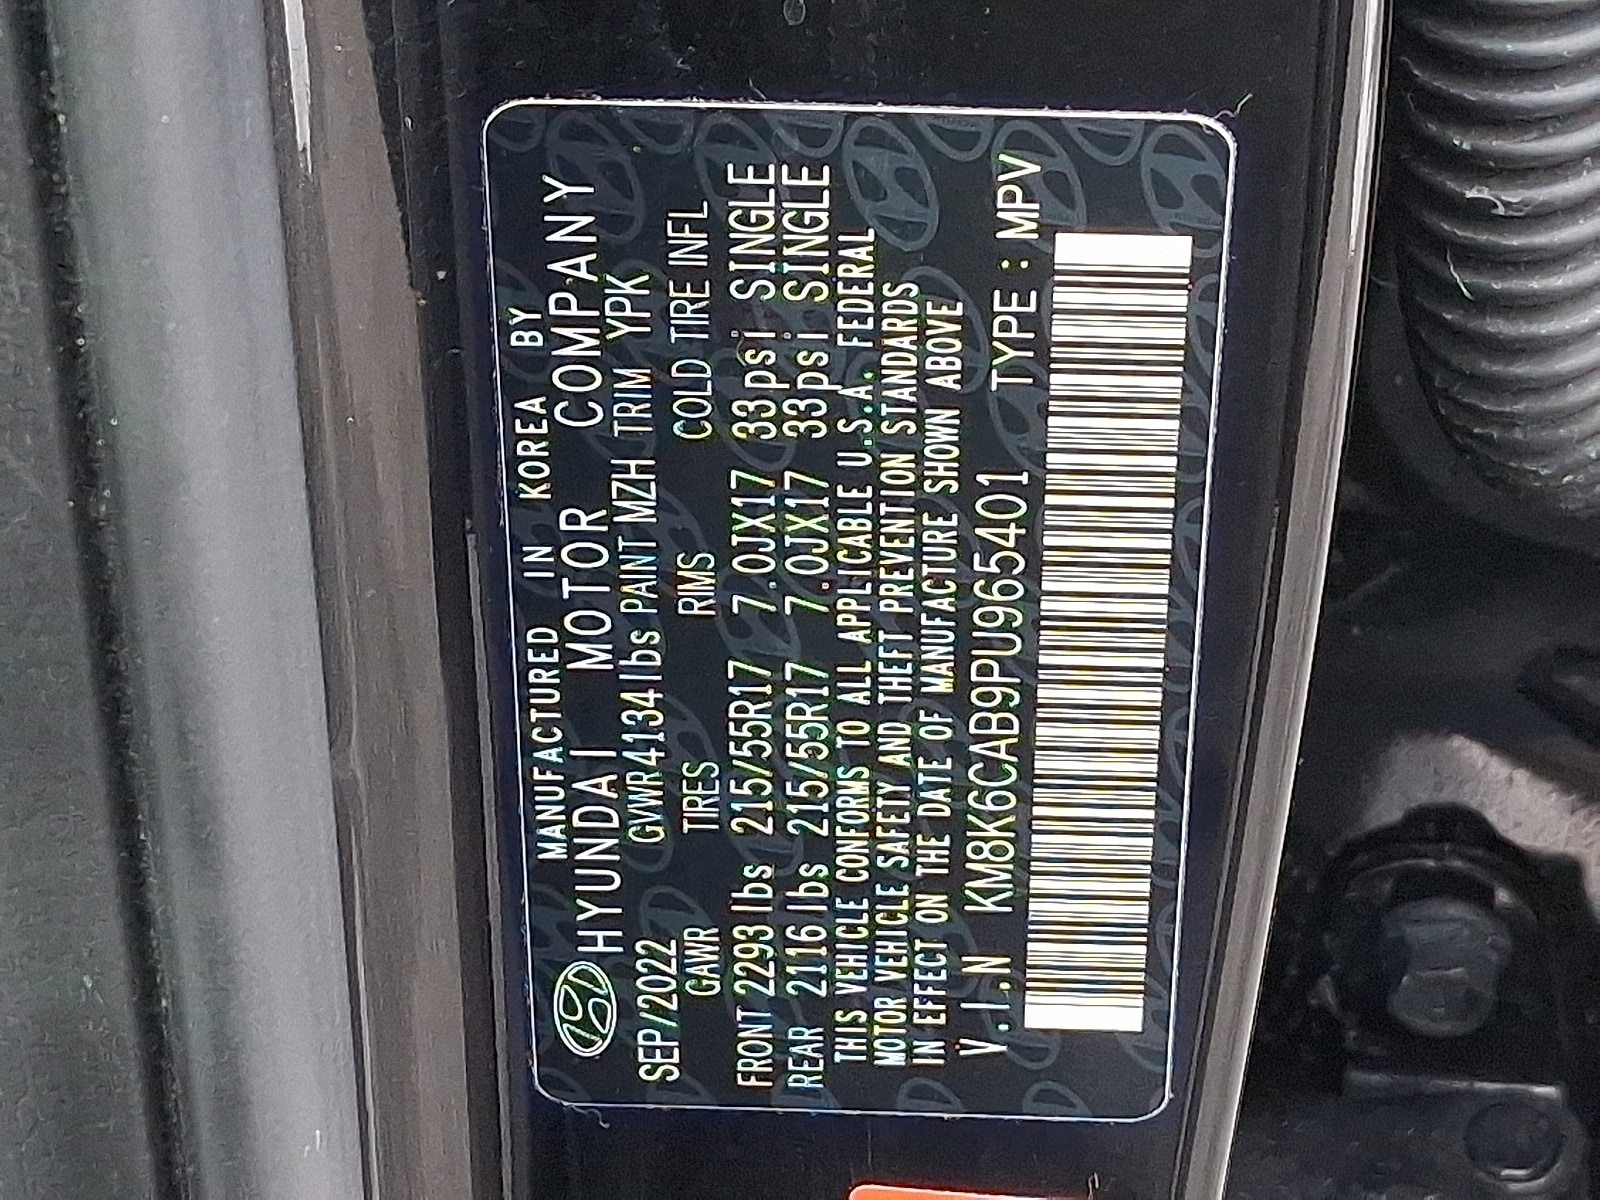 MANUFACTURED IN KOREA BY
HYUNDAI MOTOR COMPANY
SEP/2022 GVWR4134lbs PAINT MZH TRIM YPK
GAWR TIRES RIMS COLD TIRE INFL
FRONT 2293lbs 215/55R17 7.0JX17 33psi SINGLE
REAR 2116lbs 215/55R17 7.0JX17 33psi SINGLE
THIS VEHICLE CONFORMS TO ALL APPLICABLE U.S.A. FEDERAL
MOTOR VEHICLE SAFETY AND THEFT PREVENTION STANDARDS
IN EFFECT ON THE DATE OF MANUFACTURE SHOWN ABOVE
V.I.N KM8K6CAB9PU965401 TYPE : MPV